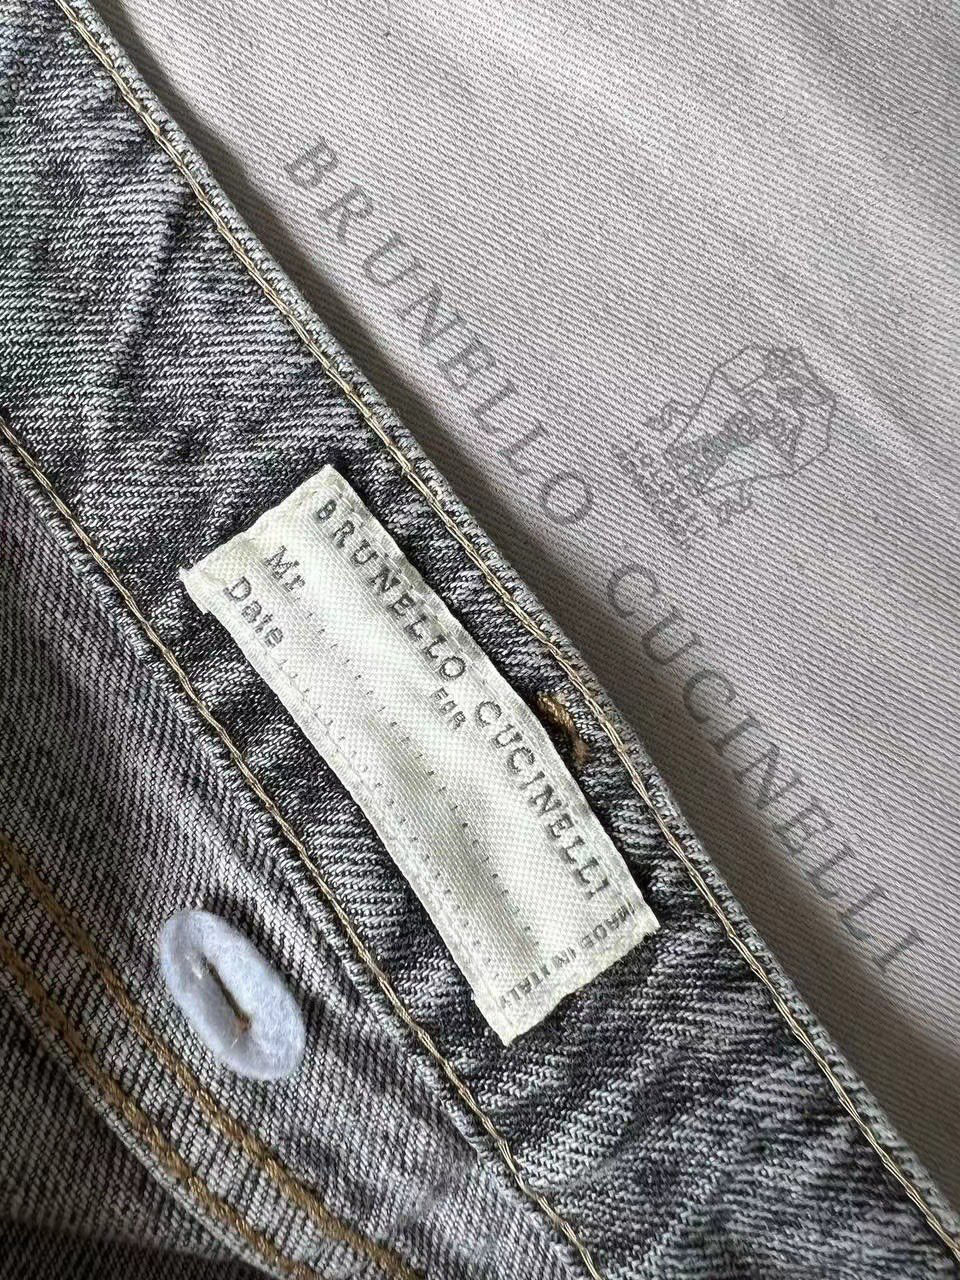 BRUNELLO CUCINELLI
BRUNELLO CUCINELLI
FOR
Mr.
Date
MADE IN ITALY